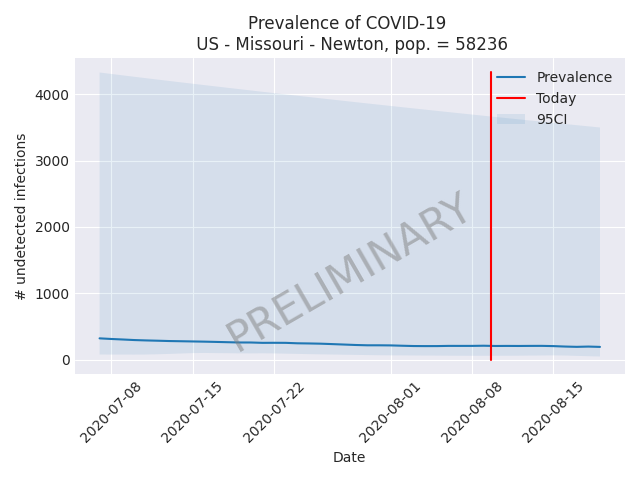 Prevalence of COVID-19
US - Missouri - Newton, pop. = 58236
# undetected infections
4000
3000
2000
1000
0
Prevalence
Today
95CI
PRELIMINARY
2020-07-08
2020-07-15
2020-07-22
2020-08-01
2020-08-08
2020-08-15
Date